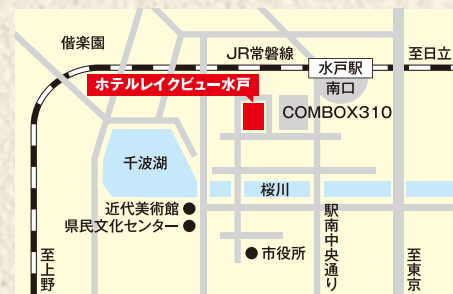 偕楽園
JR常磐線
水戸駅
至日立
南口
ホテルレイクビュー水戸
COMBOX310
千波湖
桜川
近代美術館
県民文化センター
駅南中央通り
市役所
至上野
至東京